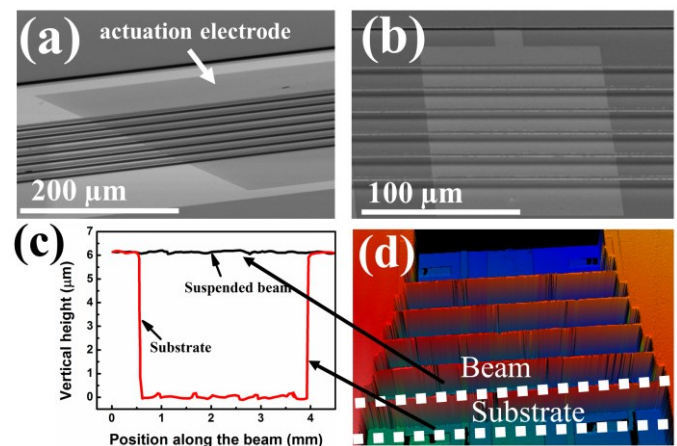 (a)
actuation electrode
200 µm
(b)
100 µm
(c)
Vertical height (µm)
7
6
5
4
3
2
1
0
Suspended beam
Substrate
0
1
2
3
4
Position along the beam (mm)
(d)
Beam
Substrate